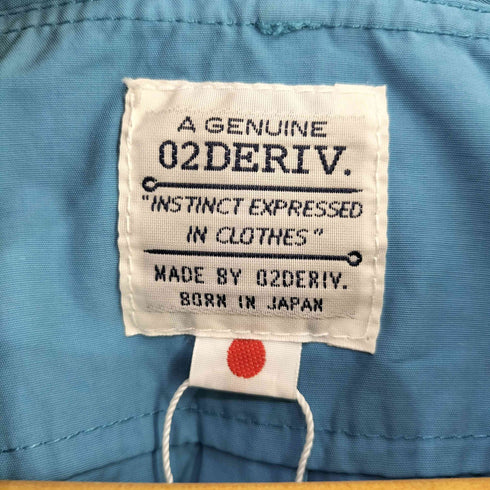 A GENUINE
02DERIV.
"INSTINCT EXPRESSED
IN CLOTHES"
MADE BY 02DERIV.
BORN IN JAPAN